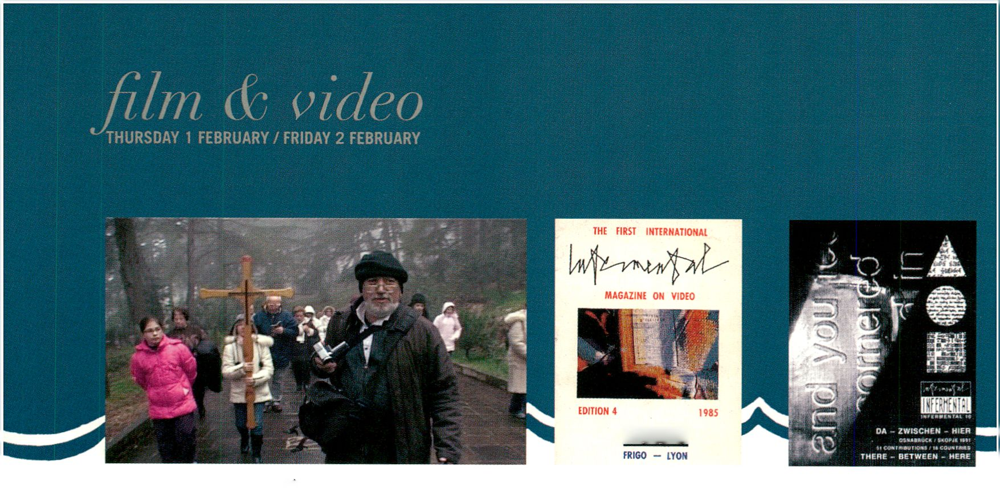 film & video
THURSDAY 1 FEBRUARY / FRIDAY 2 FEBRUARY
THE FIRST INTERNATIONAL
Infermental
MAGAZINE ON VIDEO
EDITION 4 1985
FRIGO – LYON
and you
cornered
in
Infermental
INFERMENTAL
INFERMENTAL 10
DA – ZWISCHEN – HIER
OSNABRÜCK / SKOPJE 1991
51 CONTRIBUTIONS / 16 COUNTRIES
THERE – BETWEEN – HERE